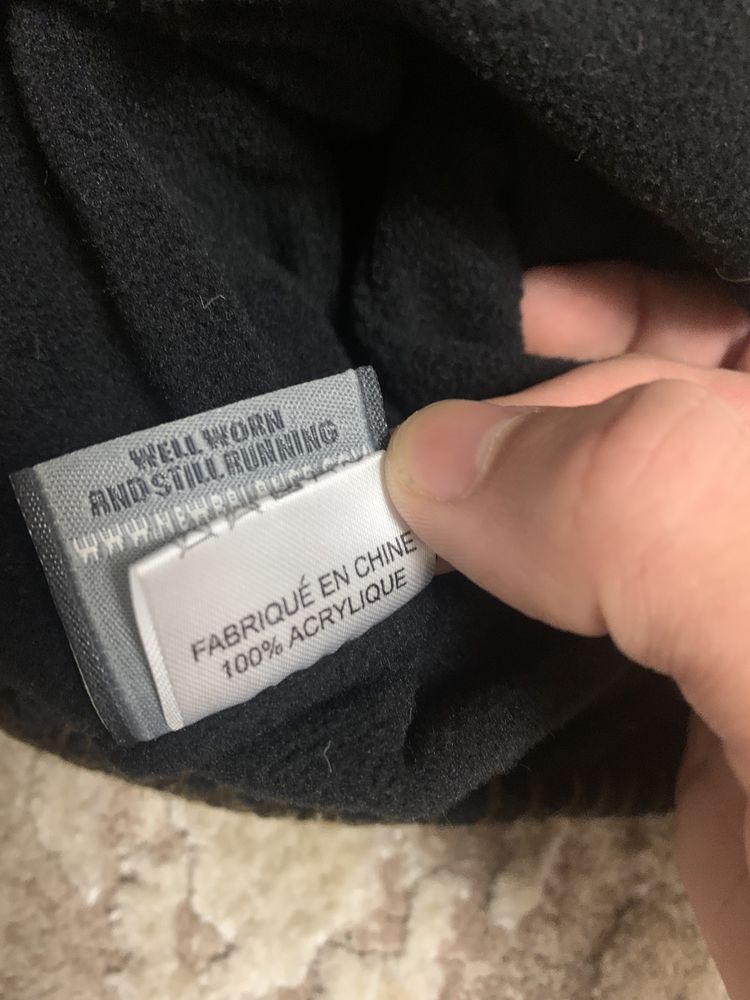 WELL WORN
AND STILL RUNNING
FABRIQUÉ EN CHINE
100% ACRYLIQUE